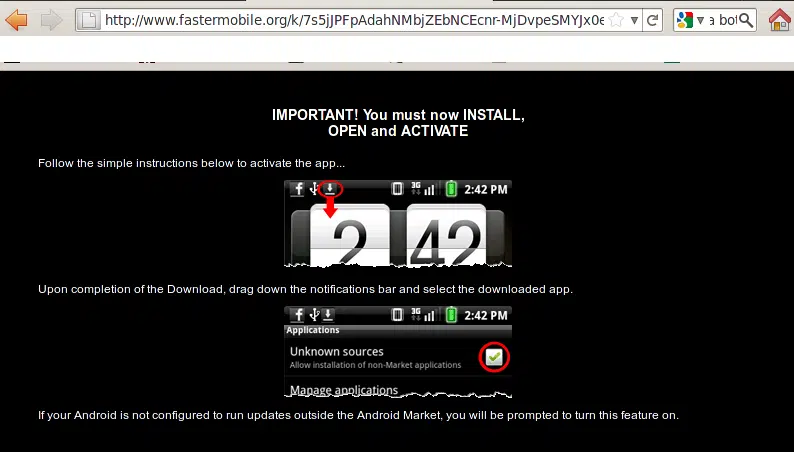 http://www.fastermobile.org/k/7s5jJPFpAdahNMbjZEbNCEcnr-MjDvpeSMYJx0e
a bot
IMPORTANT! You must now INSTALL,
OPEN and ACTIVATE
Follow the simple instructions below to activate the app...
3G 2:42 PM
2 42
Upon completion of the Download, drag down the notifications bar and select the downloaded app.
3G 2:42 PM
Applications
Unknown sources
Allow installation of non-Market applications
Manage applications
If your Android is not configured to run updates outside the Android Market, you will be prompted to turn this feature on.